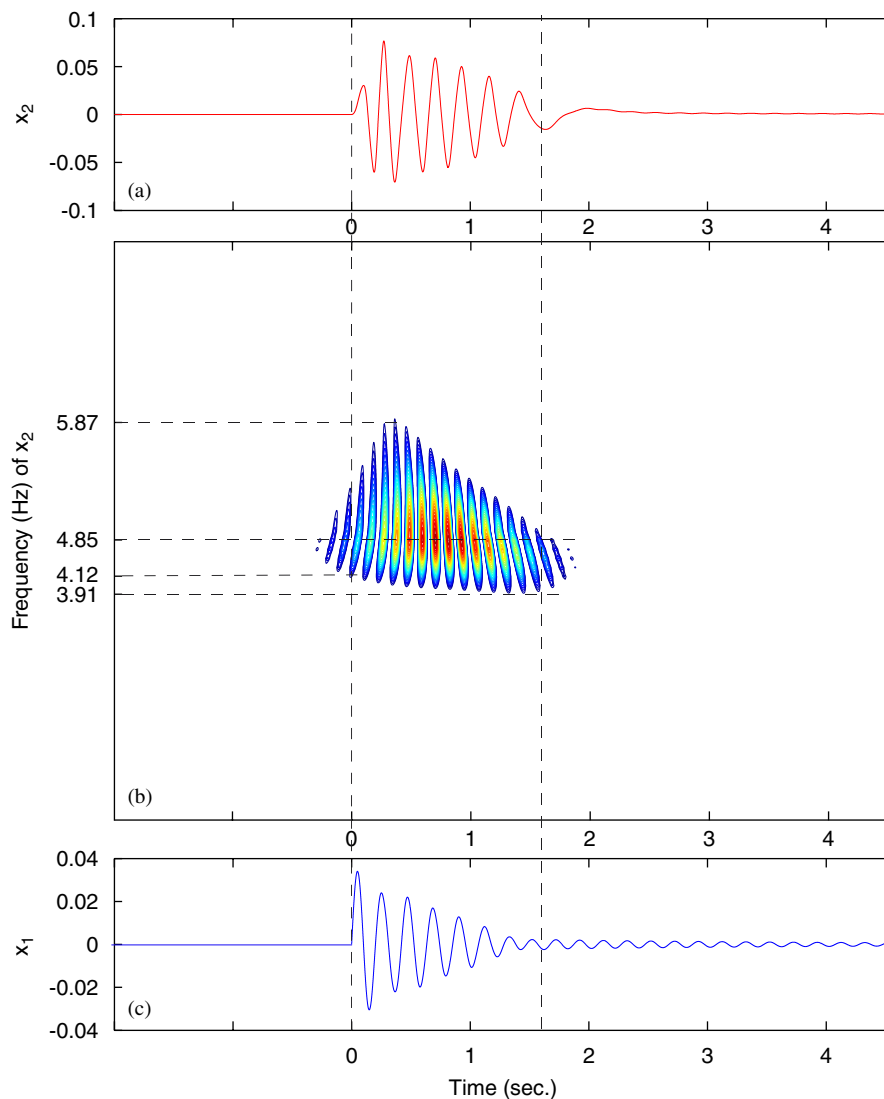 0.1
0.05
0
-0.05
-0.1
x2
(a)
0 1 2 3 4
5.87
4.85
4.12
3.91
Frequency (Hz) of x2
(b)
0 1 2 3 4
0.04
0.02
0
-0.02
-0.04
x1
(c)
0 1 2 3 4
Time (sec.)